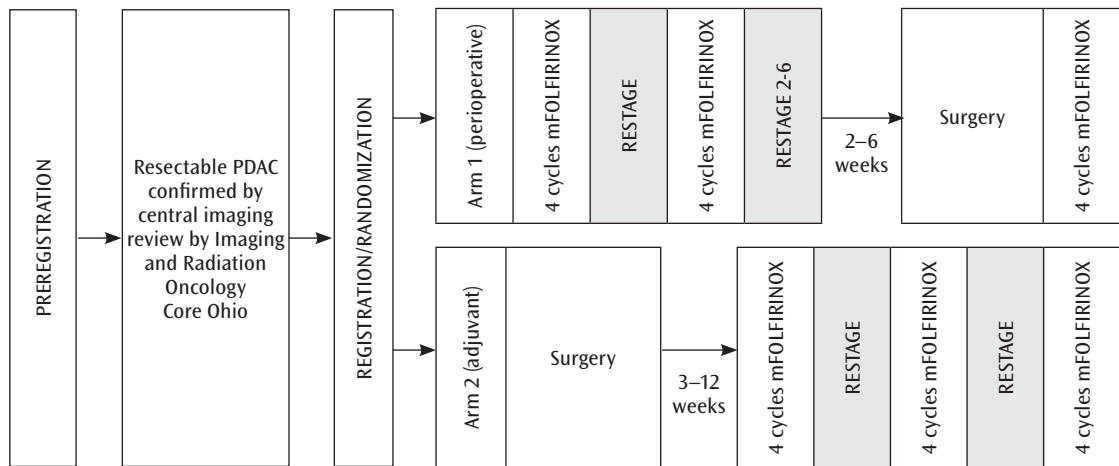 PREREGISTRATION
Resectable PDAC
confirmed by
central imaging
review by Imaging
and Radiation
Oncology
Core Ohio
REGISTRATION/RANDOMIZATION
Arm 1 (perioperative)
4 cycles mFOLFIRINOX
RESTAGE
4 cycles mFOLFIRINOX
RESTAGE 2-6
2–6
weeks
Surgery
4 cycles mFOLFIRINOX
Arm 2 (adjuvant)
Surgery
3–12
weeks
4 cycles mFOLFIRINOX
RESTAGE
4 cycles mFOLFIRINOX
RESTAGE
4 cycles mFOLFIRINOX